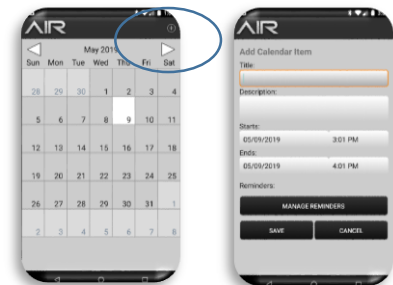 AIR
May 2019
Sun Mon Tue Wed Thu Fri Sat
28 29 30 1 2 3 4
5 6 7 8 9 10 11
12 13 14 15 16 17 18
19 20 21 22 23 24 25
26 27 28 29 30 31 1
2 3 4 5 6 7 8
AIR
Add Calendar Item
Title:
Description:
Starts:
05/09/2019 3:01 PM
Ends:
05/09/2019 4:01 PM
Reminders:
MANAGE REMINDERS
SAVE CANCEL